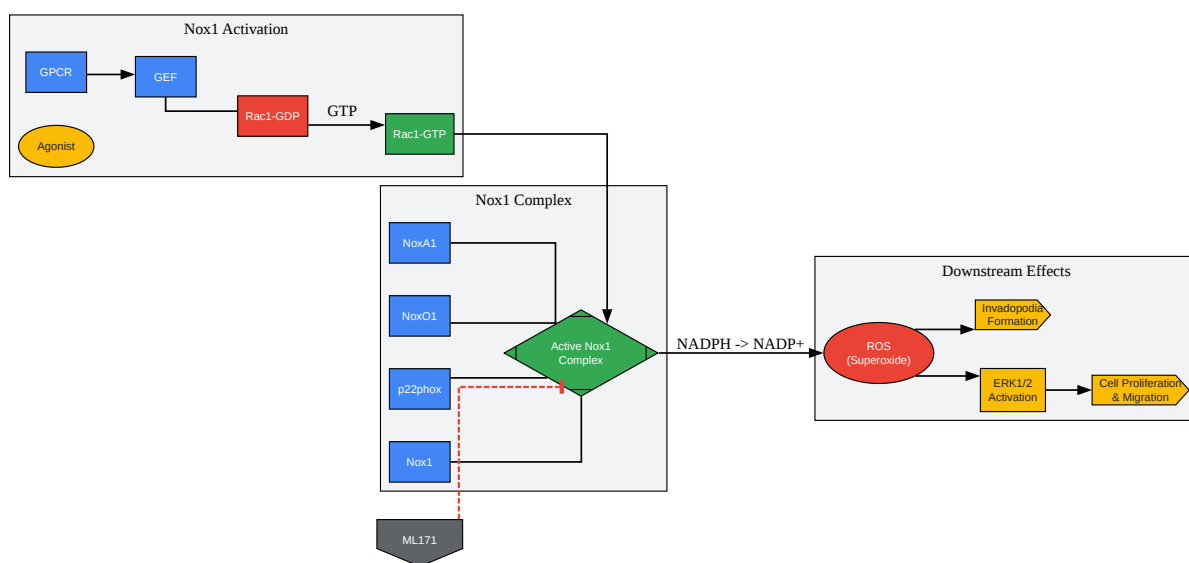 Nox1 Activation
GPCR
GEF
Rac1-GDP
GTP
Rac1-GTP
Agonist
Nox1 Complex
NoxA1
NoxO1
p22phox
Nox1
Active Nox1
Complex
NADPH -> NADP+
Downstream Effects
ROS
(Superoxide)
Invadopodia
Formation
ERK1/2
Activation
Cell Proliferation
& Migration
ML171